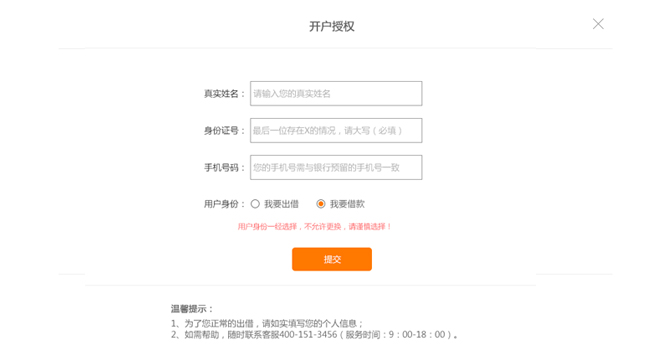 开户授权
真实姓名： 请输入您的真实姓名
身份证号： 最后一位存在X的情况，请大写（必填）
手机号码： 您的手机号需与银行预留的手机号一致
用户身份： 我要出借 我要借款
用户身份一经选择，不允许更换，请谨慎选择！
提交
温馨提示：
1、为了您正常的出借，请如实填写您的个人信息；
2、如需帮助，随时联系客服400-151-3456（服务时间：9：00-18：00）。